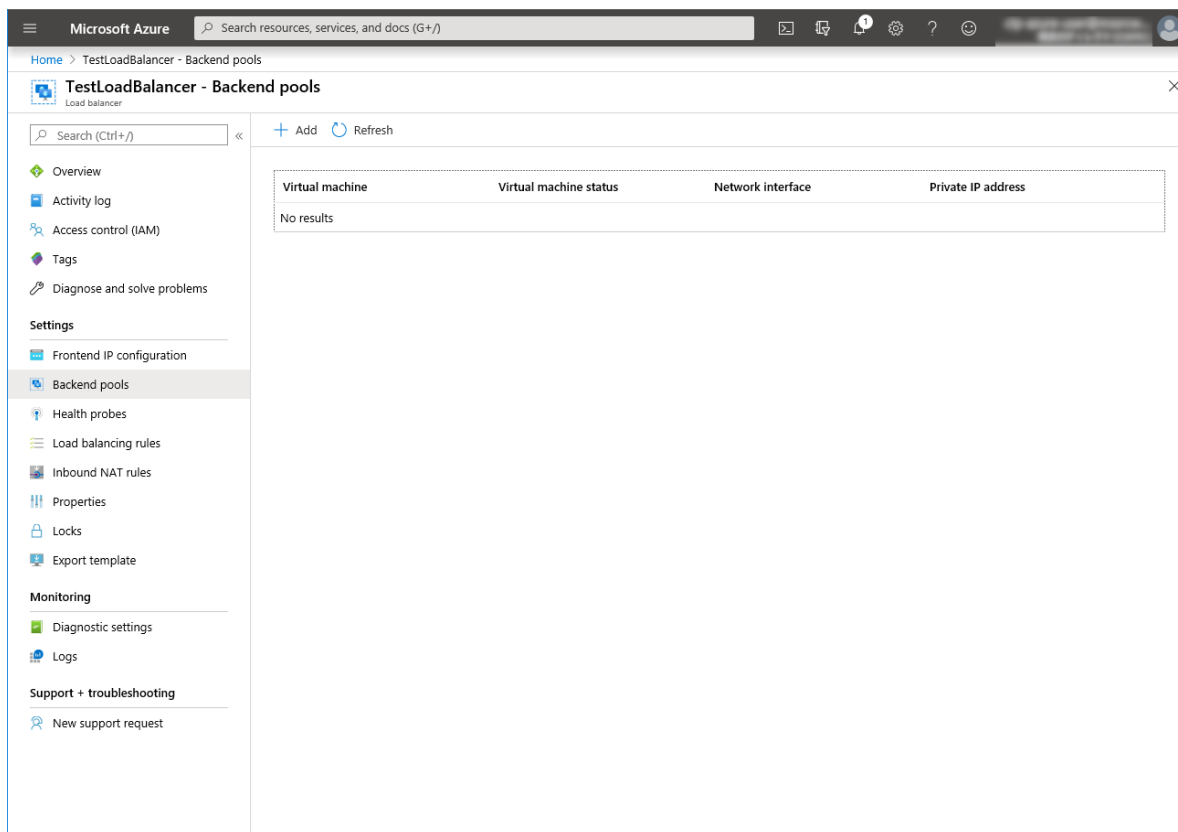 Microsoft Azure
Search resources, services, and docs (G+/)
1
Home > TestLoadBalancer - Backend pools
TestLoadBalancer - Backend pools
Load balancer
Search (Ctrl+/)
«
Add
Refresh
Overview
Activity log
Access control (IAM)
Tags
Diagnose and solve problems
Settings
Frontend IP configuration
Backend pools
Health probes
Load balancing rules
Inbound NAT rules
Properties
Locks
Export template
Monitoring
Diagnostic settings
Logs
Support + troubleshooting
New support request
Virtual machine Virtual machine status Network interface Private IP address
No results